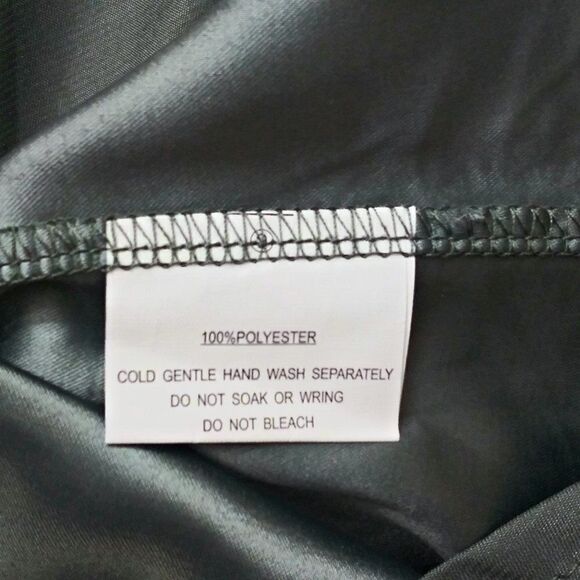 100%POLYESTER
COLD GENTLE HAND WASH SEPARATELY
DO NOT SOAK OR WRING
DO NOT BLEACH